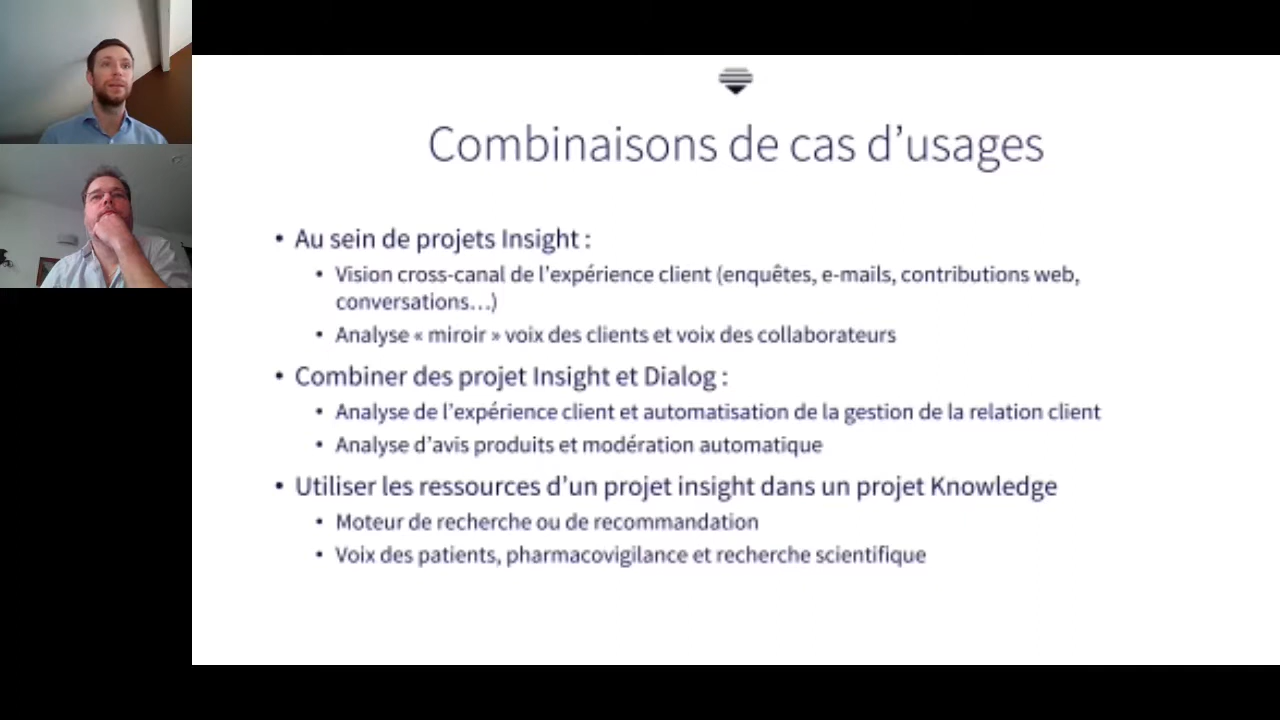 Combinaisons de cas d’usages
• Au sein de projets Insight :
• Vision cross-canal de l’expérience client (enquêtes, e-mails, contributions web,
conversations…)
• Analyse « miroir » voix des clients et voix des collaborateurs
• Combiner des projet Insight et Dialog :
• Analyse de l’expérience client et automatisation de la gestion de la relation client
• Analyse d’avis produits et modération automatique
• Utiliser les ressources d’un projet insight dans un projet Knowledge
• Moteur de recherche ou de recommandation
• Voix des patients, pharmacovigilance et recherche scientifique